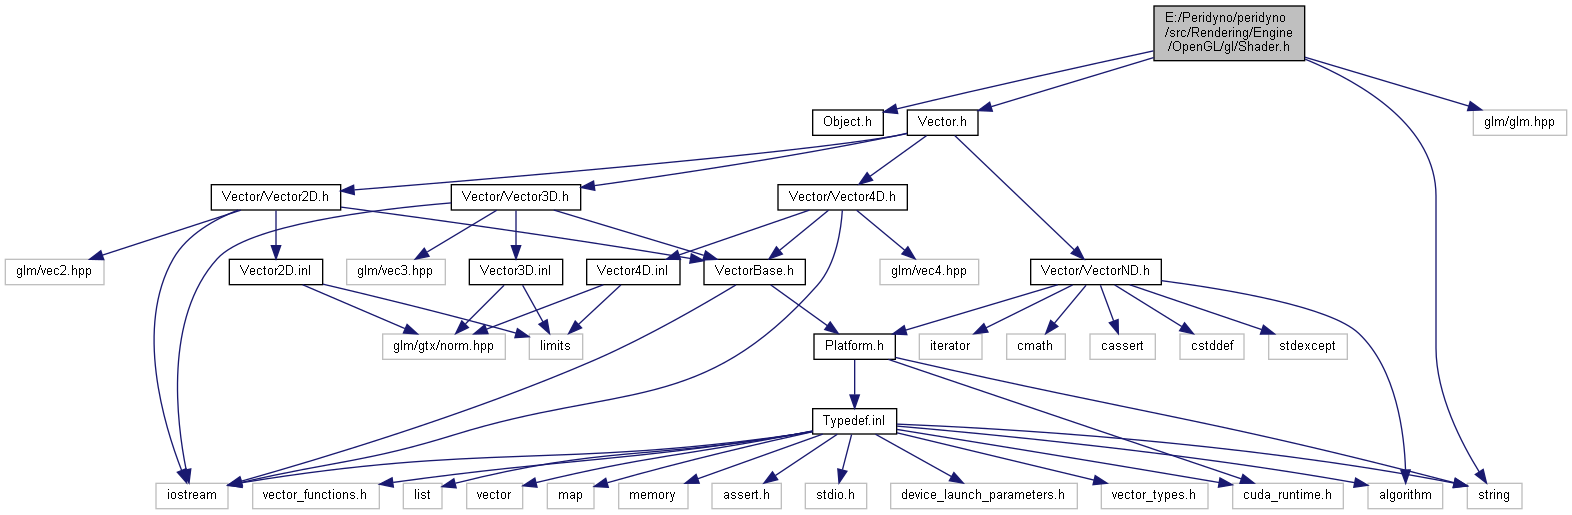 E:/Peridyno/peridyno
/src/Rendering/Engine
/OpenGL/gl/Shader.h
Object.h
Vector.h
glm/glm.hpp
Vector/Vector2D.h
Vector/Vector3D.h
Vector/Vector4D.h
glm/vec2.hpp
Vector2D.inl
glm/vec3.hpp
Vector3D.inl
Vector4D.inl
VectorBase.h
glm/vec4.hpp
Vector/VectorND.h
glm/gtx/norm.hpp
limits
Platform.h
iterator
cmath
cassert
cstddef
stdexcept
Typedef.inl
iostream
vector_functions.h
list
vector
map
memory
assert.h
stdio.h
device_launch_parameters.h
vector_types.h
cuda_runtime.h
algorithm
string